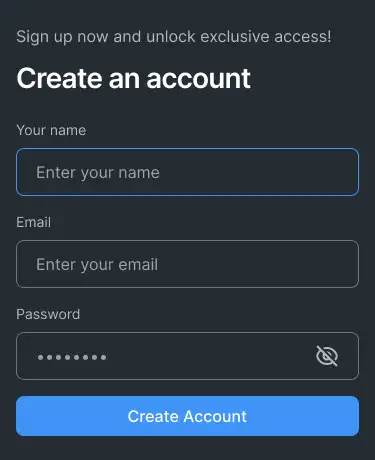 Sign up now and unlock exclusive access!
Create an account
Your name
Enter your name
Email
Enter your email
Password
••••••••
Create Account